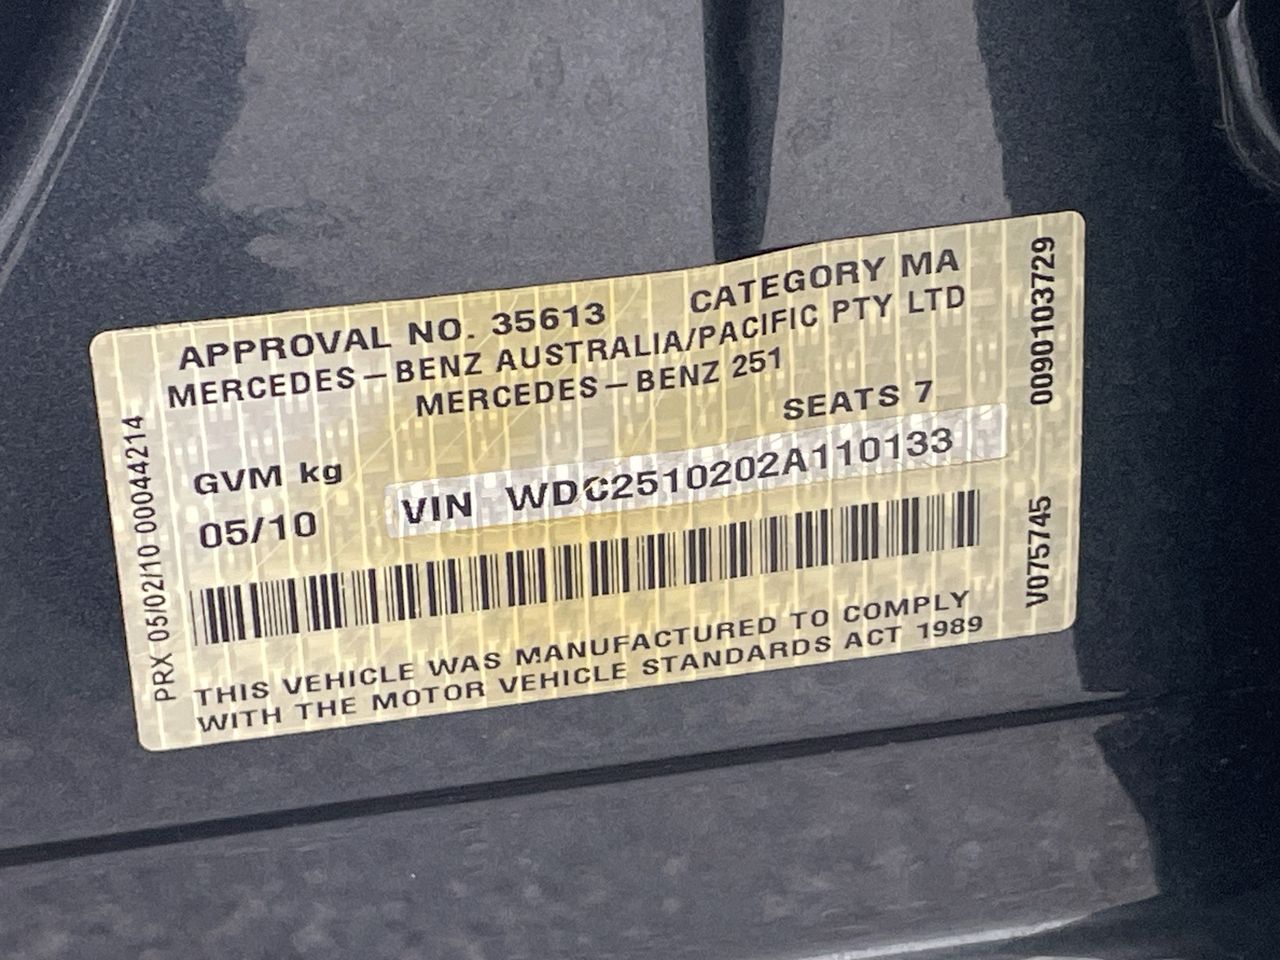 APPROVAL NO. 35613 CATEGORY MA
MERCEDES-BENZ AUSTRALIA/PACIFIC PTY LTD
MERCEDES-BENZ 251
SEATS 7
GVM kg
VIN WDC2510202A110133
05/10
THIS VEHICLE WAS MANUFACTURED TO COMPLY
WITH THE MOTOR VEHICLE STANDARDS ACT 1989
PRX 05/02/10 00044214
0090103729
V075745